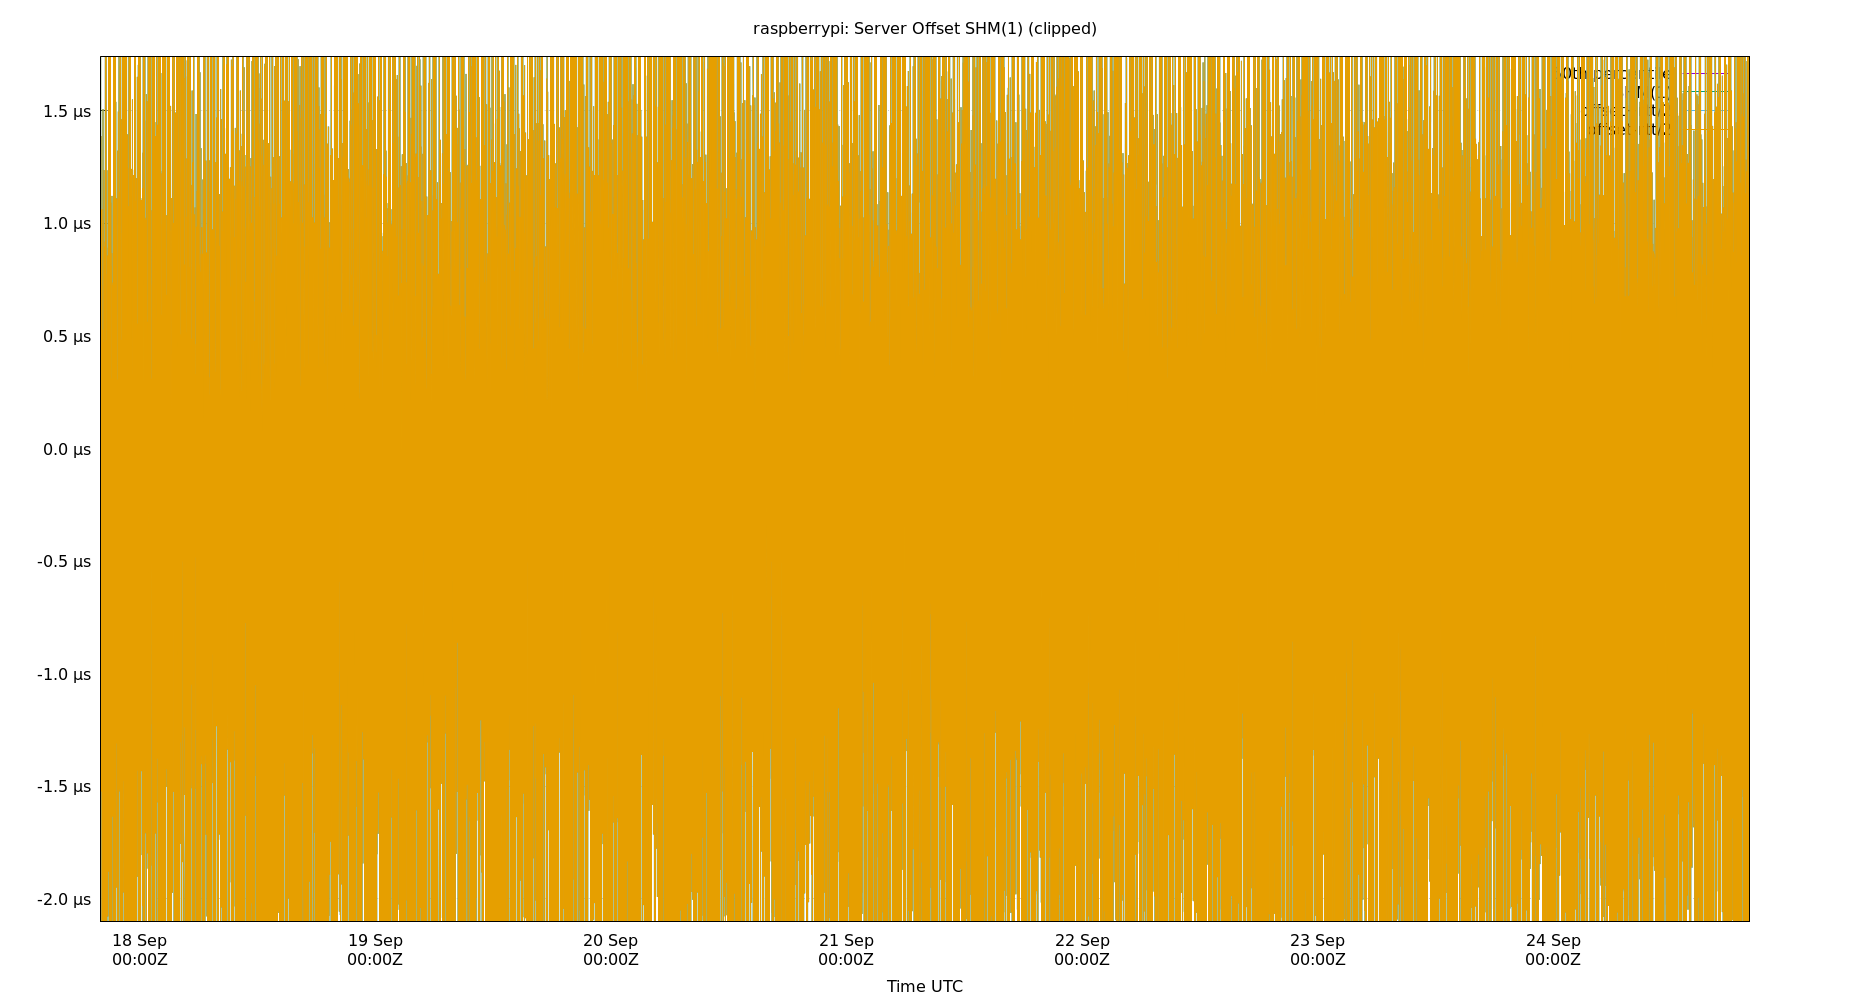 raspberrypi: Server Offset SHM(1) (clipped)
1.5 µs
1.0 µs
0.5 µs
0.0 µs
-0.5 µs
-1.0 µs
-1.5 µs
-2.0 µs
18 Sep 19 Sep 20 Sep 21 Sep 22 Sep 23 Sep 24 Sep
00:00Z 00:00Z 00:00Z 00:00Z 00:00Z 00:00Z 00:00Z
Time UTC